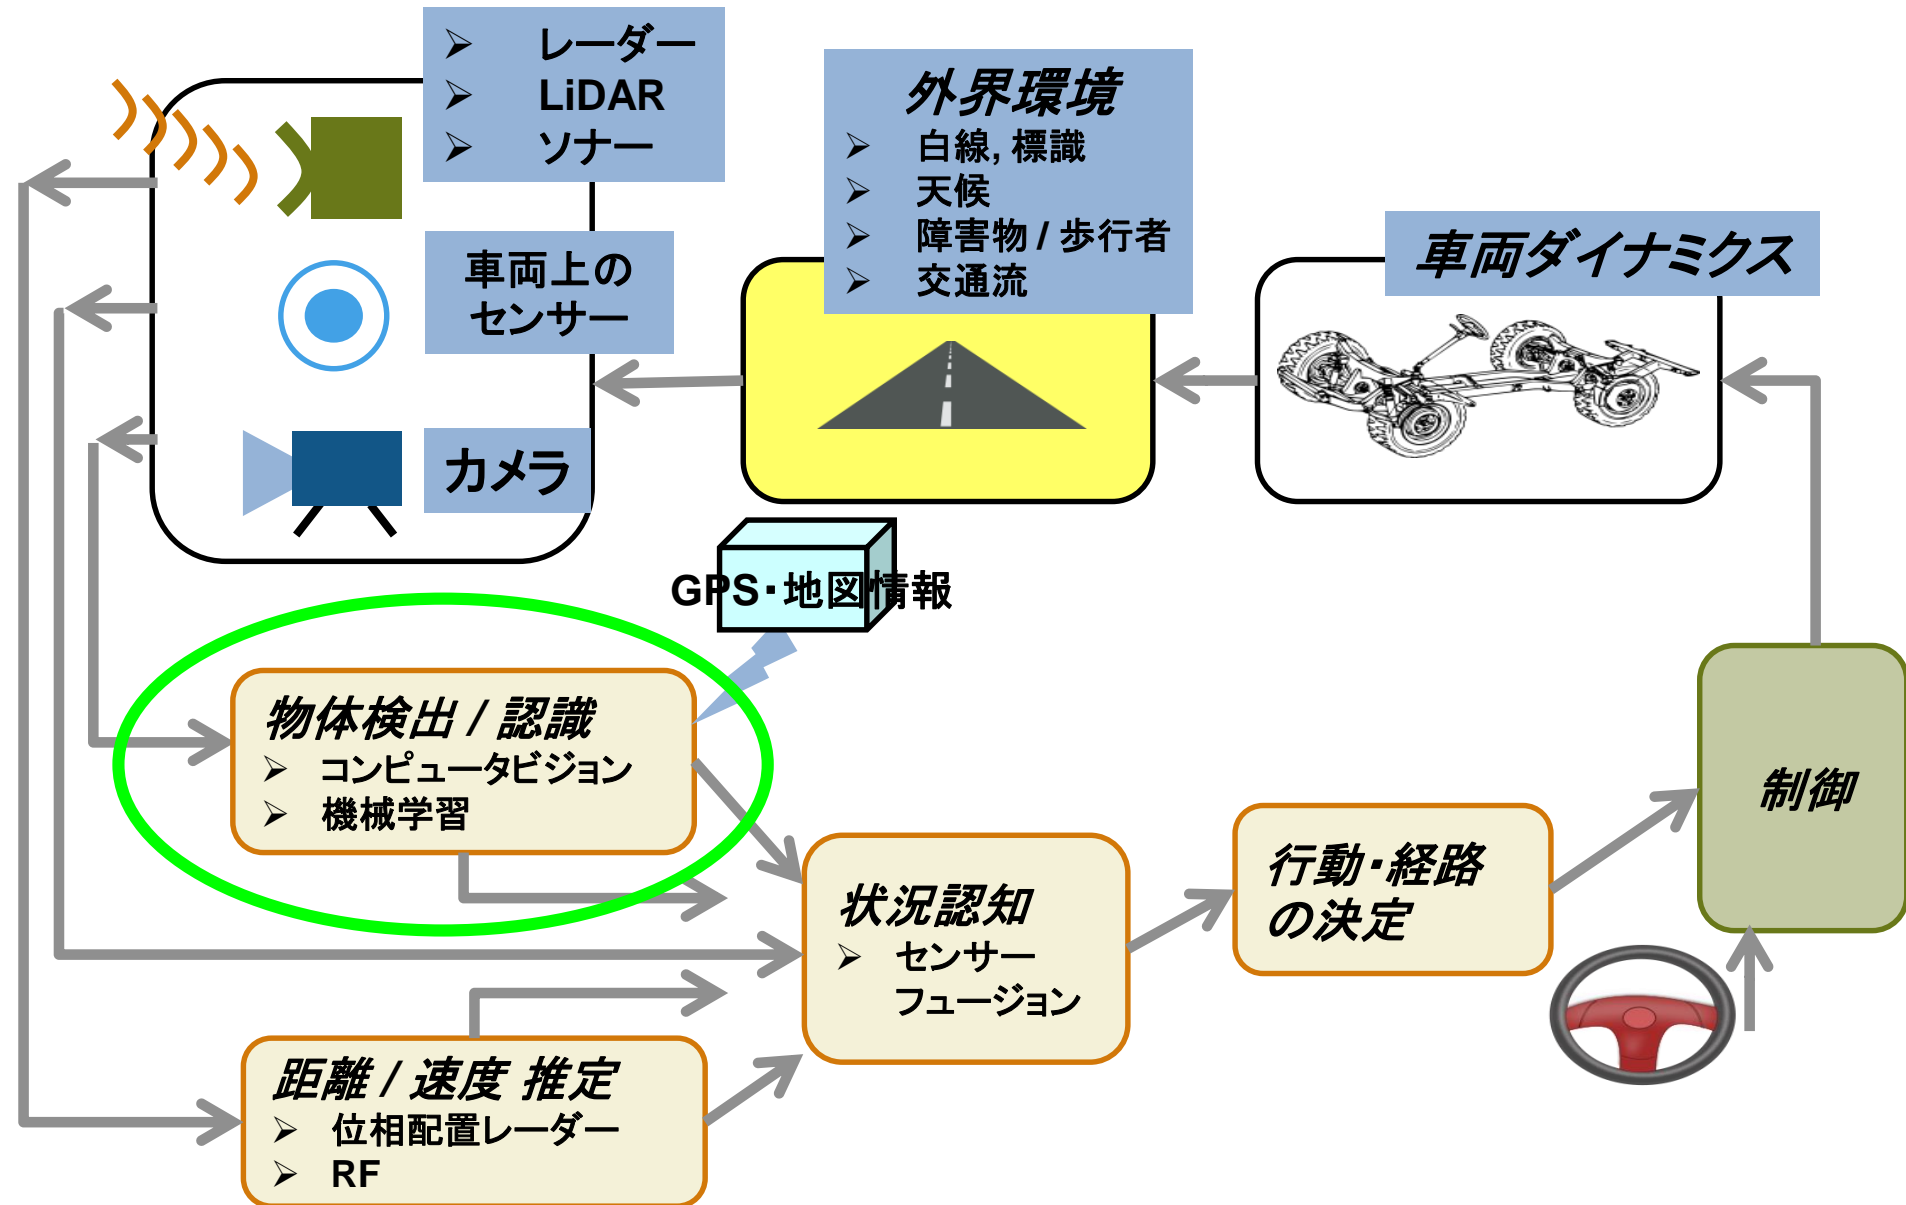 レーダー
LiDAR
ソナー
車両上の
センサー
カメラ
外界環境
白線, 標識
天候
障害物 / 歩行者
交通流
車両ダイナミクス
GPS・地図情報
物体検出 / 認識
コンピュータビジョン
機械学習
状況認知
センサー
フュージョン
行動・経路
の決定
制御
距離 / 速度 推定
位相配置レーダー
RF